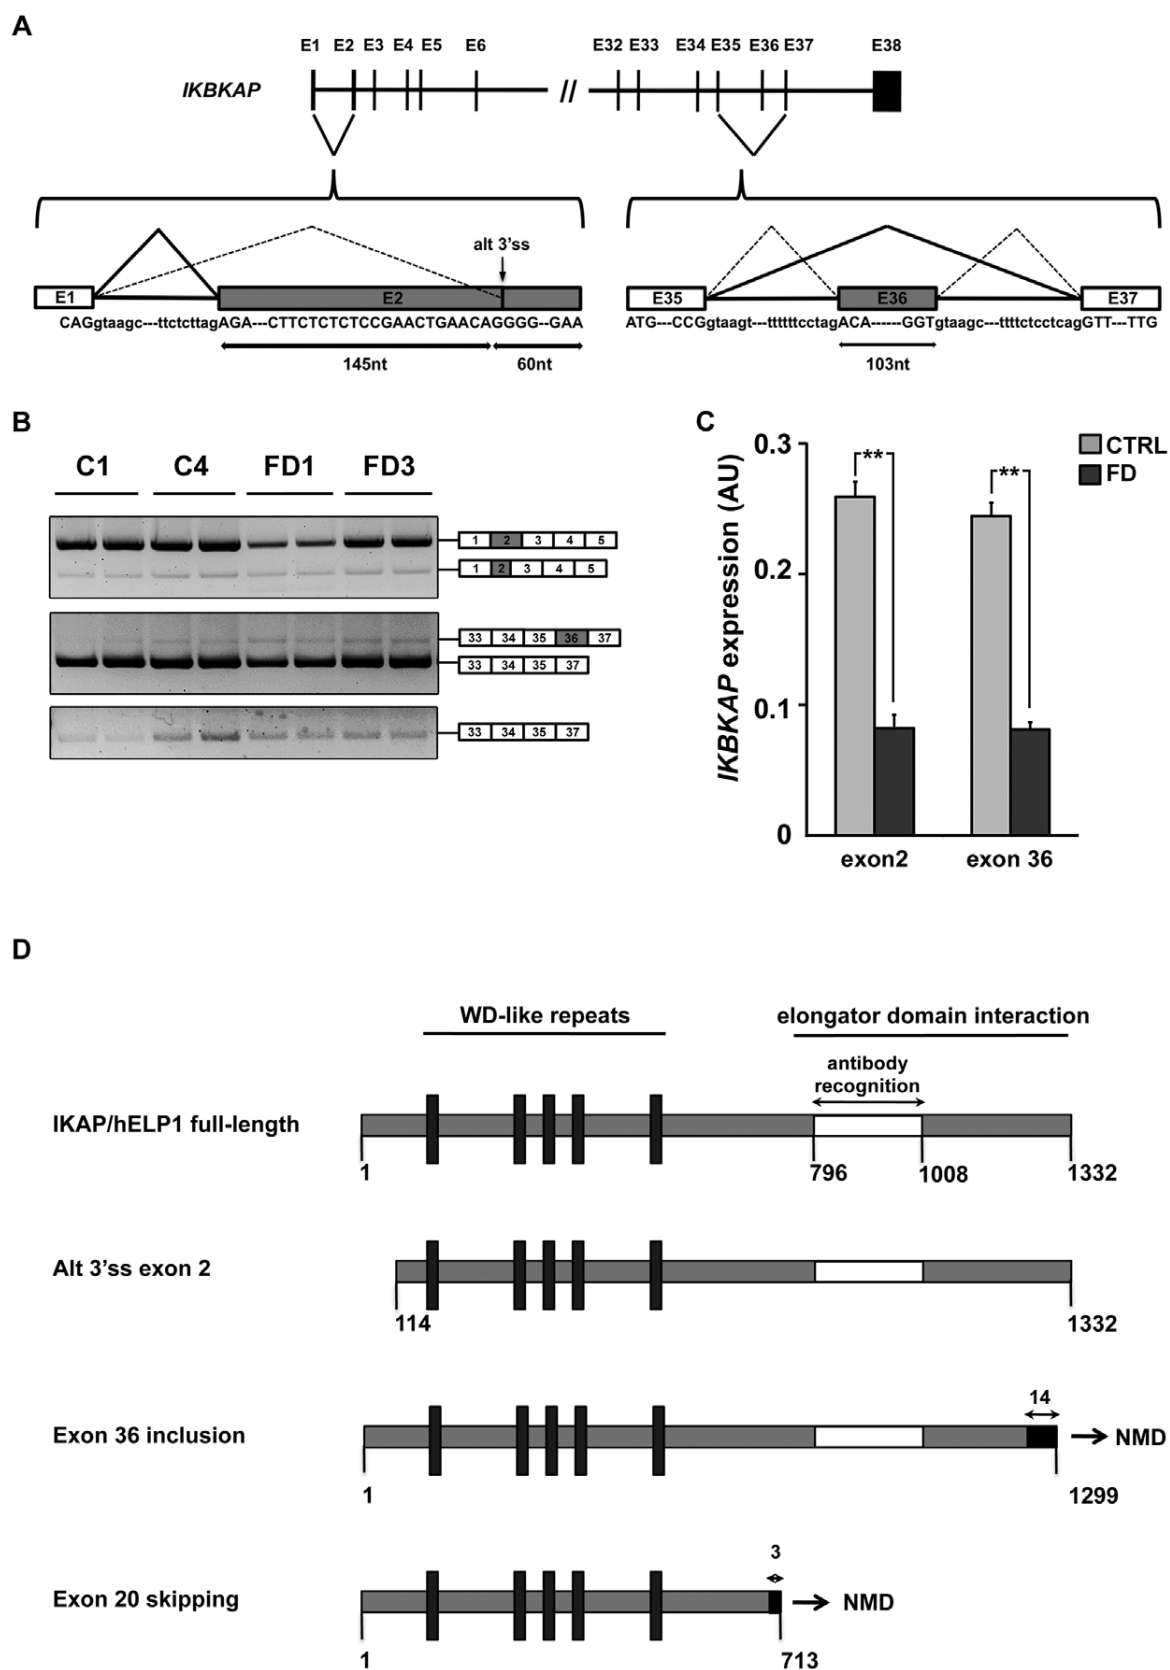 A
E1 E2 E3 E4 E5 E6 E32 E33 E34 E35 E36 E37 E38
IKBKAP //
alt 3'ss
E1 E2 E35 E36 E37
CAGgtaagc---ttctcttagAGA---CTTCTCTCTCCGAACTGAACAGGGGG--GAA
ATG---CCGgtaagt---ttttttcctagACA------GGTgtaagc---ttttctcctcagGTT---TTG
145nt 60nt 103nt
B
C1 C4 FD1 FD3
1 2 3 4 5
1 2 3 4 5
33 34 35 36 37
33 34 35 37
33 34 35 37
C
IKBKAP expression (AU)
0.3
0.2
0.1
0
** **
CTRL
FD
exon2 exon 36
D
WD-like repeats elongator domain interaction
antibody
recognition
IKAP/hELP1 full-length
1 796 1008 1332
Alt 3'ss exon 2
114 1332
14
Exon 36 inclusion NMD
1 1299
3
Exon 20 skipping NMD
1 713